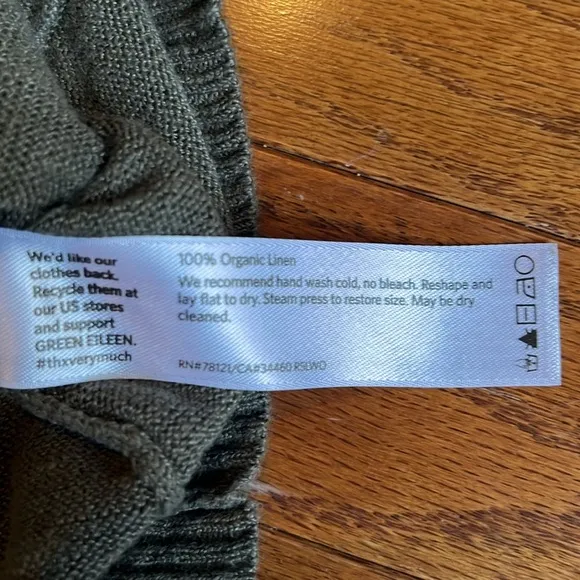 We'd like our
clothes back.
Recycle them at
our US stores
and support
GREEN EILEEN.
#thxverymuch
100% Organic Linen
We recommend hand wash cold, no bleach. Reshape and
lay flat to dry. Steam press to restore size. May be dry
cleaned.
RN#78121/CA#34460 RSLWO